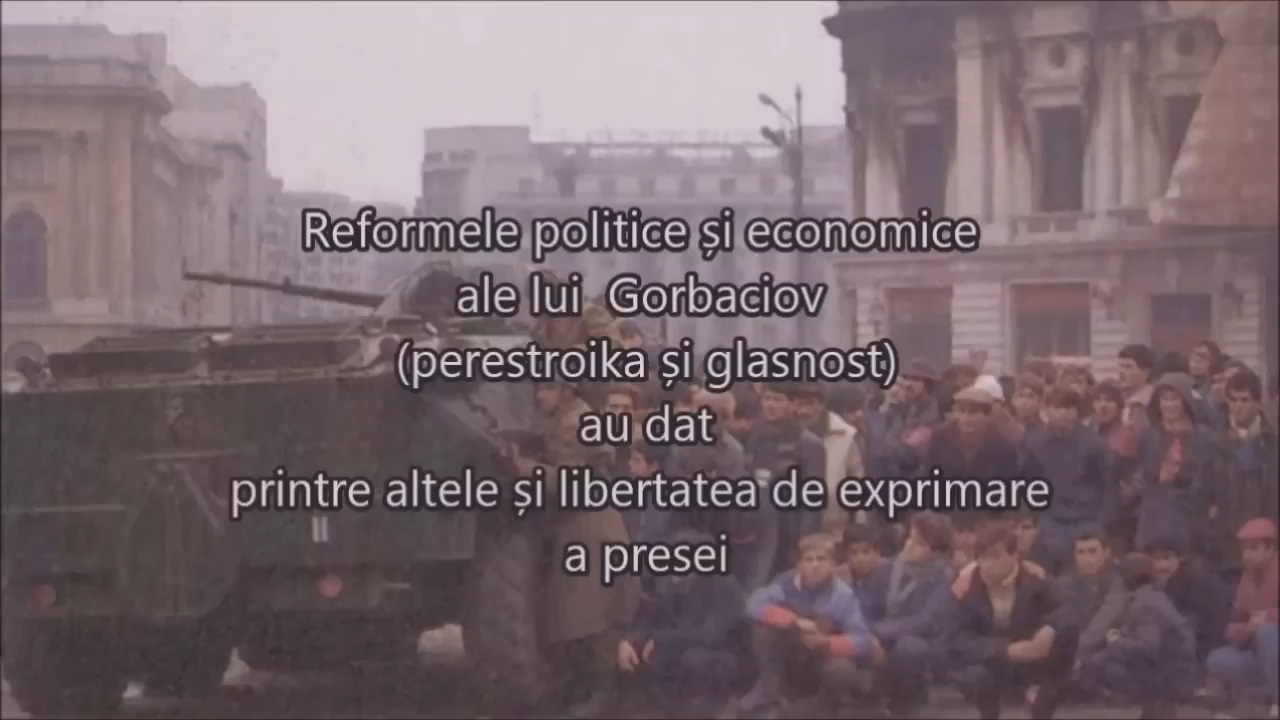 Reformele politice și economice
ale lui Gorbaciov
(perestroika și glasnost)
au dat
printre altele și libertatea de exprimare
a presei